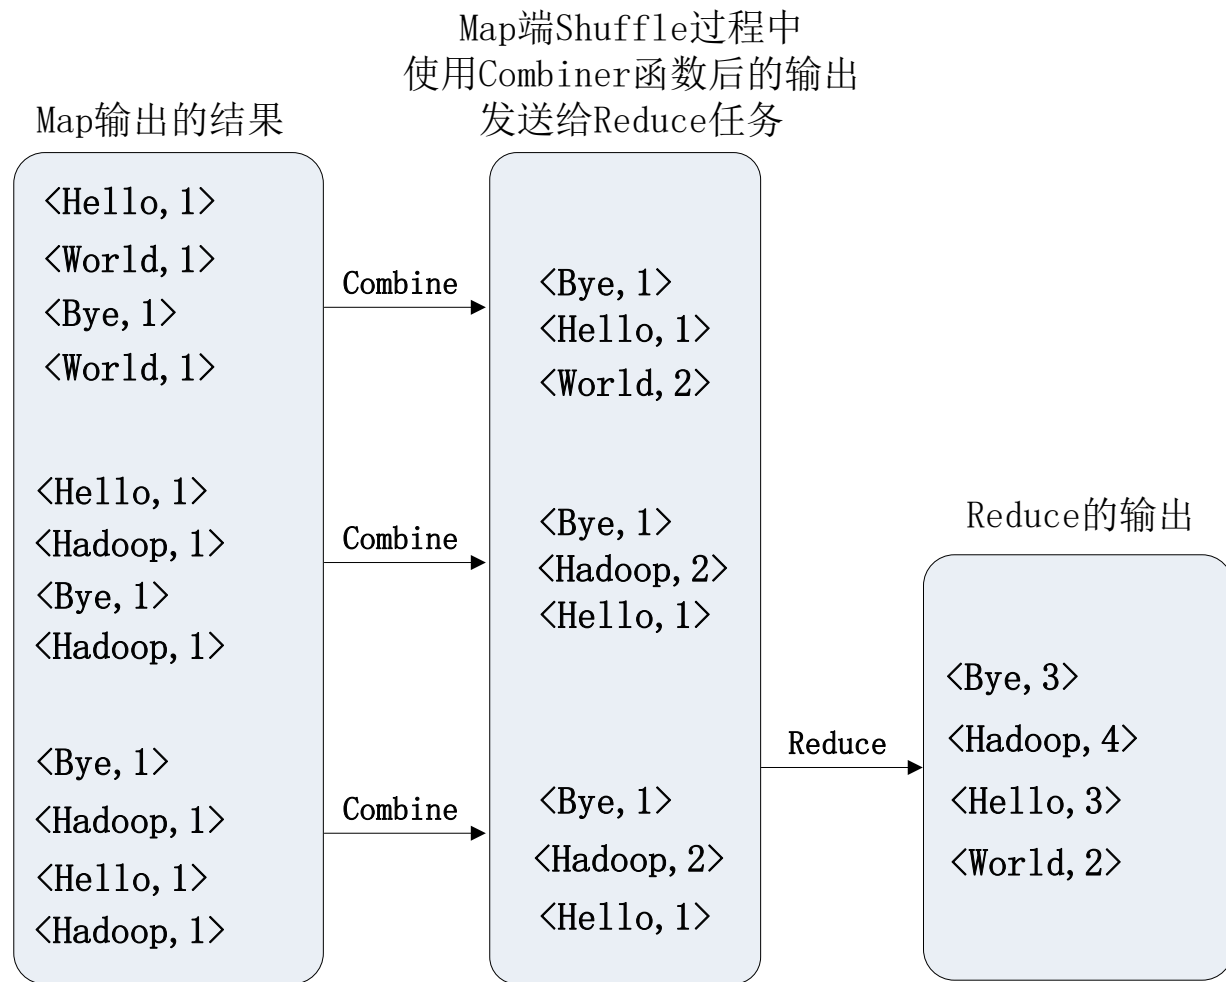 Map端Shuffle过程中
使用Combiner函数后的输出
发送给Reduce任务
Map输出的结果
<Hello,1>
<World,1>
<Bye,1>
<World,1>
Combine
<Bye,1>
<Hello,1>
<World,2>
<Hello,1>
<Hadoop,1>
<Bye,1>
<Hadoop,1>
Combine
<Bye,1>
<Hadoop,2>
<Hello,1>
<Bye,1>
<Hadoop,1>
<Hello,1>
<Hadoop,1>
Combine
<Bye,1>
<Hadoop,2>
<Hello,1>
Reduce
Reduce的输出
<Bye,3>
<Hadoop,4>
<Hello,3>
<World,2>